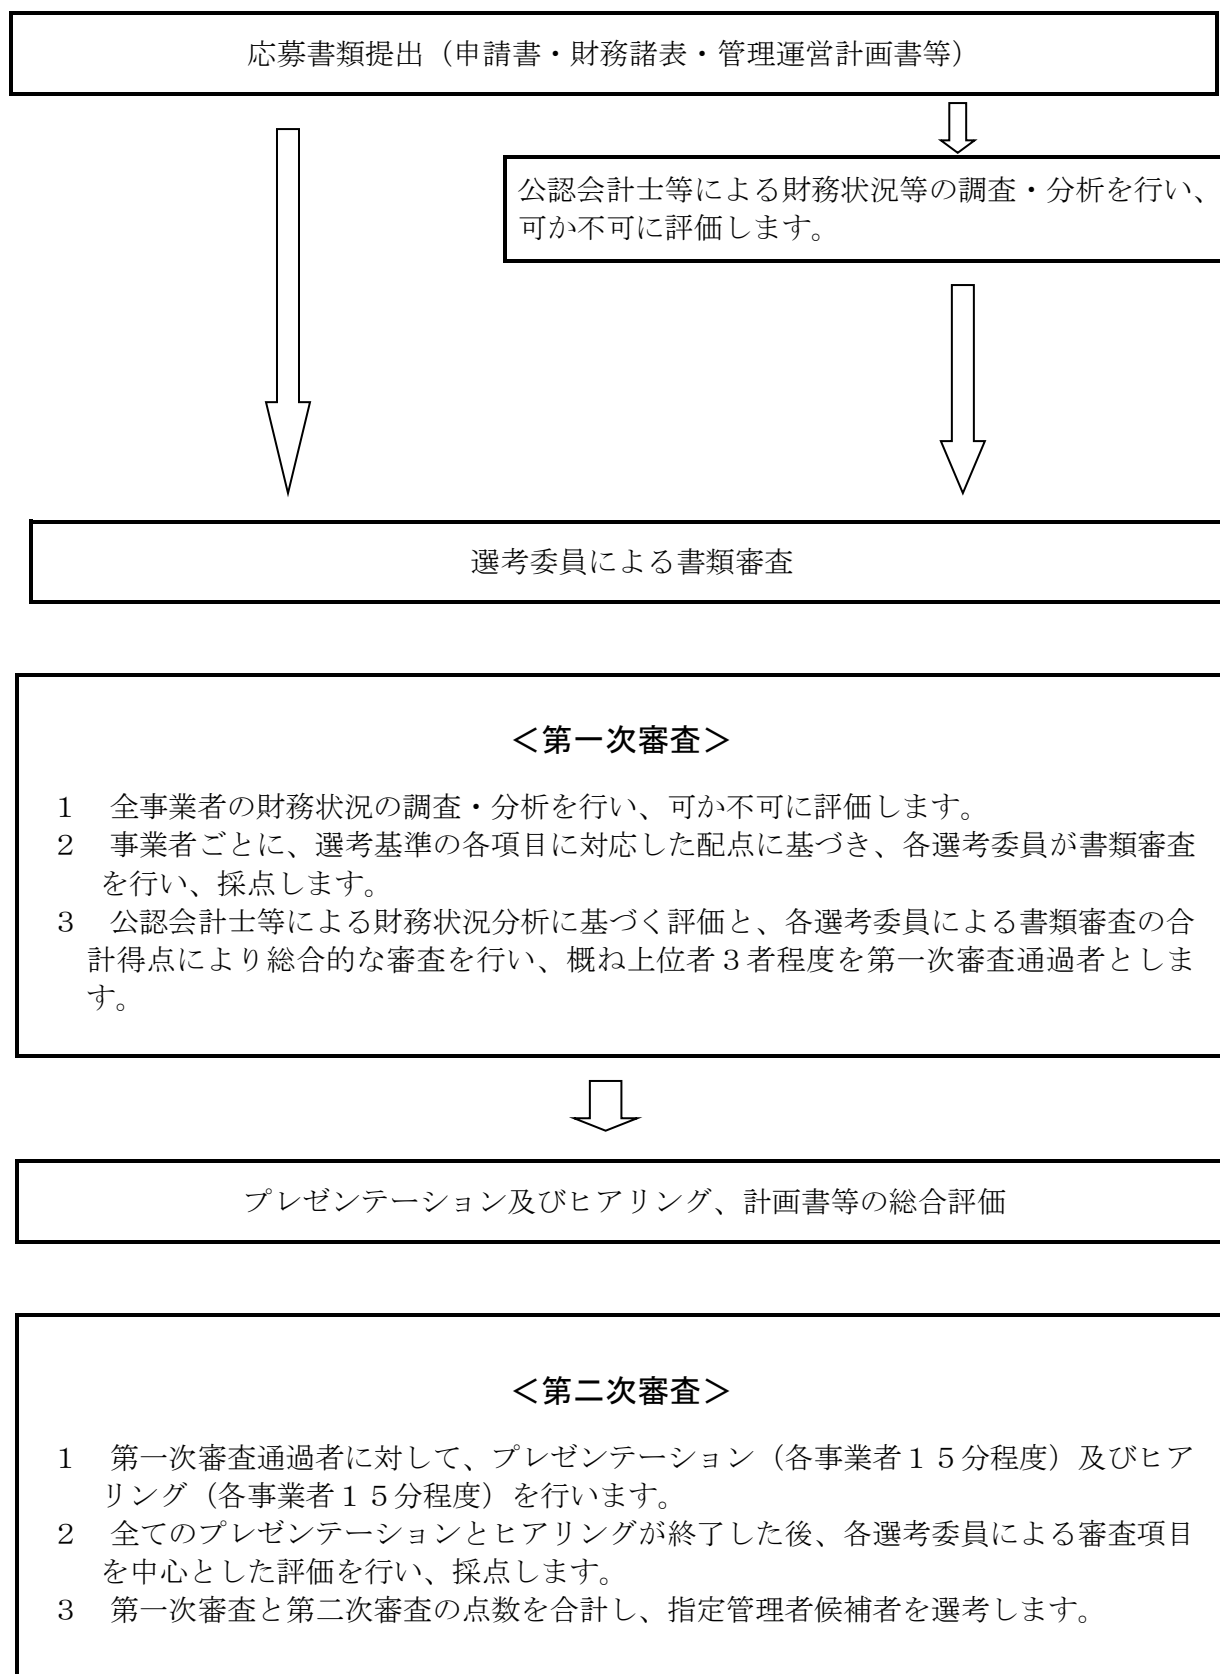 応募書類提出（申請書・財務諸表・管理運営計画書等）
公認会計士等による財務状況等の調査・分析を行い、
可か不可に評価します。
選考委員による書類審査
＜第一次審査＞
１　全事業者の財務状況の調査・分析を行い、可か不可に評価します。
２　事業者ごとに、選考基準の各項目に対応した配点に基づき、各選考委員が書類審査
を行い、採点します。
３　公認会計士等による財務状況分析に基づく評価と、各選考委員による書類審査の合
計得点により総合的な審査を行い、概ね上位者３者程度を第一次審査通過者としま
す。
プレゼンテーション及びヒアリング、計画書等の総合評価
＜第二次審査＞
１　第一次審査通過者に対して、プレゼンテーション（各事業者１５分程度）及びヒア
リング（各事業者１５分程度）を行います。
２　全てのプレゼンテーションとヒアリングが終了した後、各選考委員による審査項目
を中心とした評価を行い、採点します。
３　第一次審査と第二次審査の点数を合計し、指定管理者候補者を選考します。